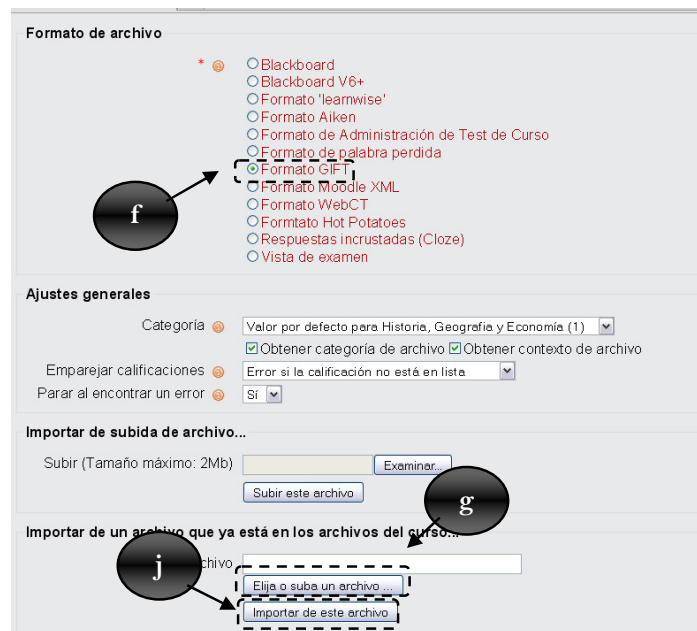 Formato de archivo
* Blackboard
Blackboard V6+
Formato 'learnwise'
Formato Aiken
Formato de Administración de Test de Curso
Formato de palabra perdida
Formato GIFT
f
Formato Moodle XML
Formato WebCT
Formtato Hot Potatoes
Respuestas incrustadas (Cloze)
Vista de examen
Ajustes generales
Categoría Valor por defecto para Historia, Geografia y Economía (1)
Obtener categoría de archivo Obtener contexto de archivo
Emparejar calificaciones Error si la calificación no está en lista
Parar al encontrar un error Sí
Importar de subida de archivo...
Subir (Tamaño máximo: 2Mb) Examinar...
Subir este archivo
g
Importar de un archivo que ya está en los archivos del curso...
j
chivo
Elija o suba un archivo ...
Importar de este archivo